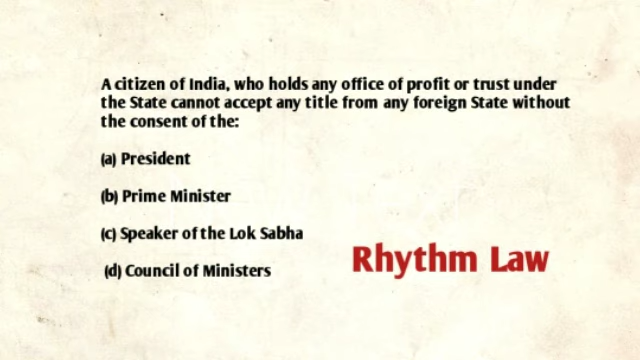 A citizen of India, who holds any office of profit or trust under
the State cannot accept any title from any foreign State without
the consent of the:
(a) President
(b) Prime Minister
(c) Speaker of the Lok Sabha
(d) Council of Ministers
Rhythm Law